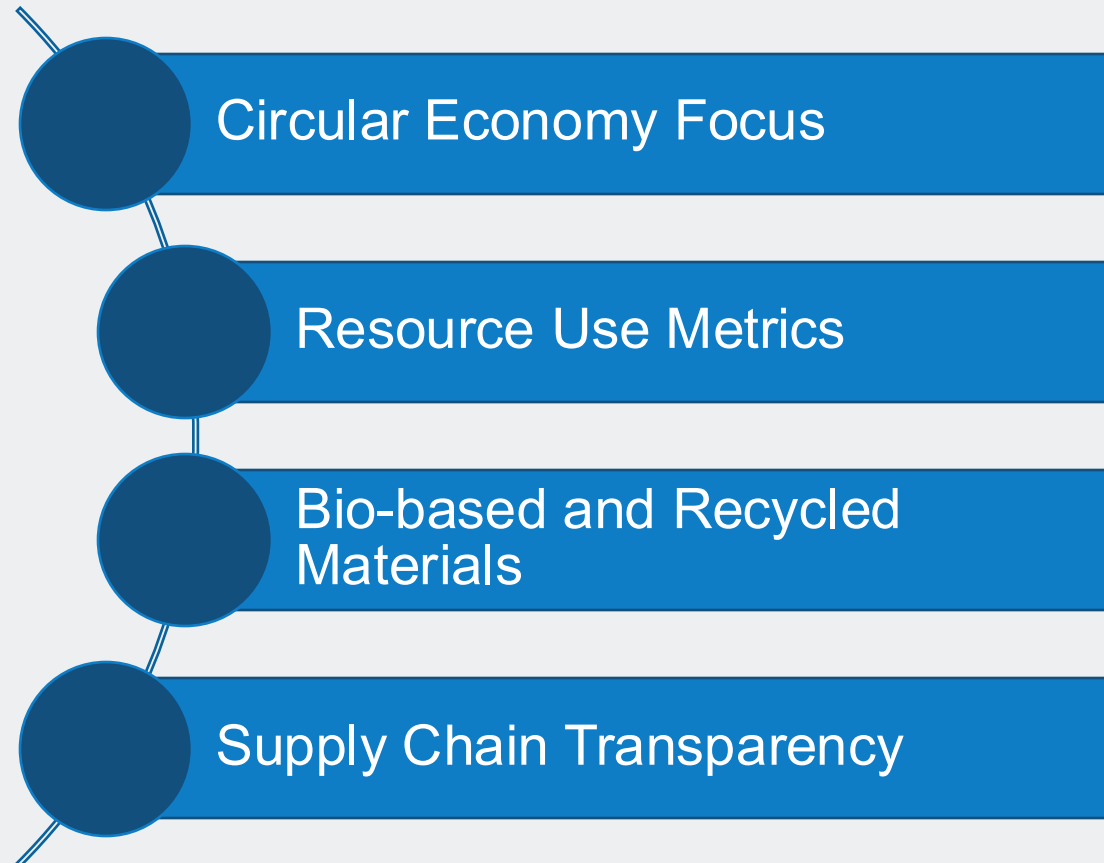 Circular Economy Focus
Resource Use Metrics
Bio-based and Recycled
Materials
Supply Chain Transparency